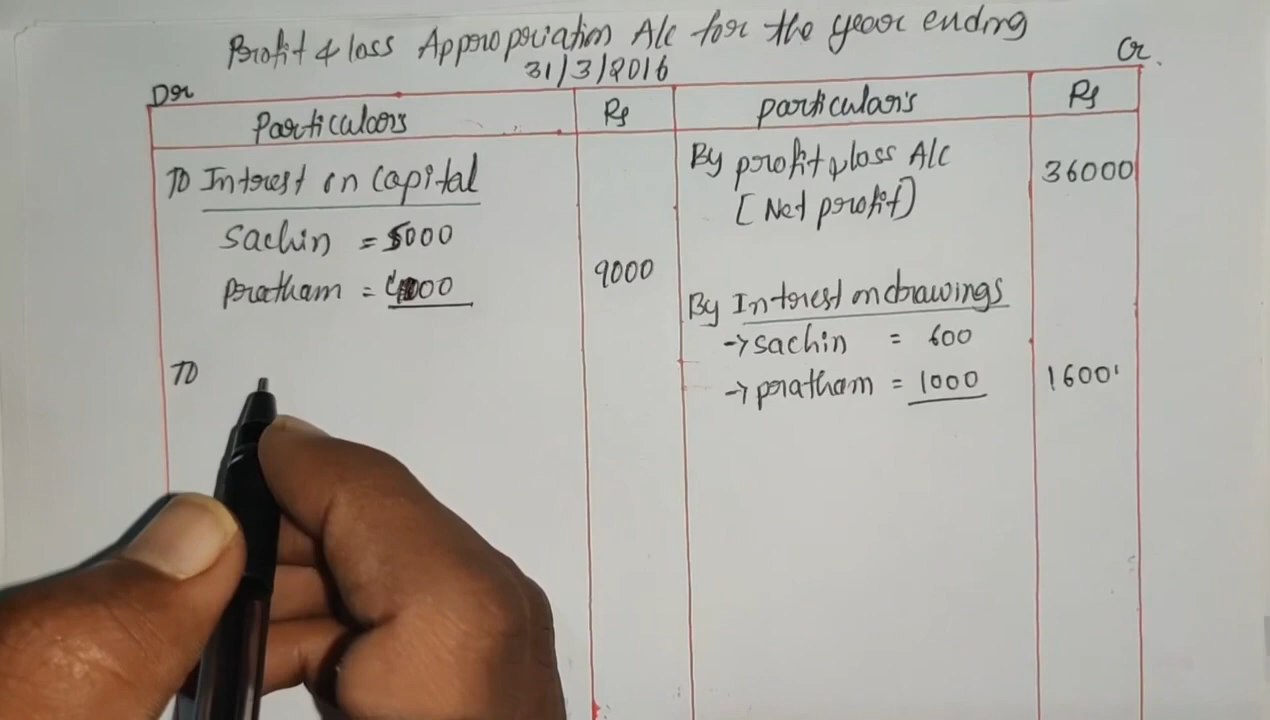 Profit & loss Appropriation A/c for the year ending
31/3/2016
Dr
Cr.
Particulars
Rs
particulars
Rs
To Interest on capital
Sachin = 5000
Pratham = 4000
9000
To
By profit & loss A/c
[Net profit]
36000
By Interest on drawings
→ Sachin = 600
→ pratham = 1000
1600